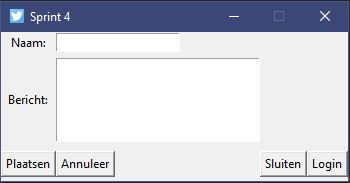 Sprint 4
Naam:
Bericht:
Plaatsen Annuleer Sluiten Login